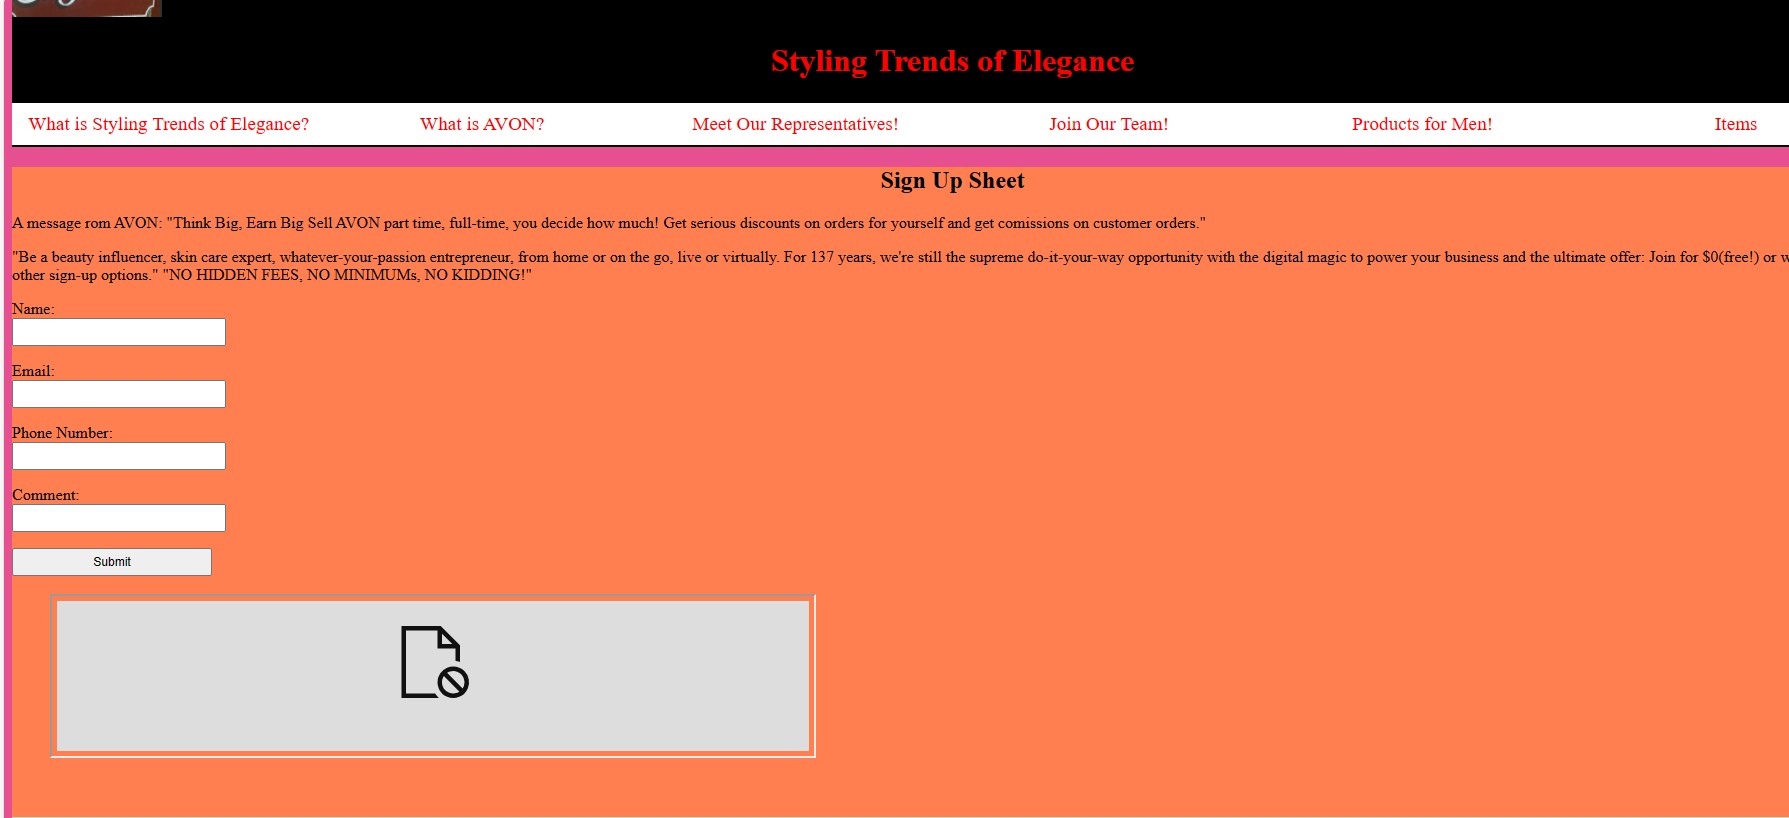 Styling Trends of Elegance
What is Styling Trends of Elegance? What is AVON? Meet Our Representatives! Join Our Team! Products for Men! Items
Sign Up Sheet
A message rom AVON: "Think Big, Earn Big Sell AVON part time, full-time, you decide how much! Get serious discounts on orders for yourself and get comissions on customer orders."
"Be a beauty influencer, skin care expert, whatever-your-passion entrepreneur, from home or on the go, live or virtually. For 137 years, we're still the supreme do-it-your-way opportunity with the digital magic to power your business and the ultimate offer: Join for $0(free!) or
other sign-up options." "NO HIDDEN FEES, NO MINIMUMs, NO KIDDING!"
Name:
Email:
Phone Number:
Comment:
Submit